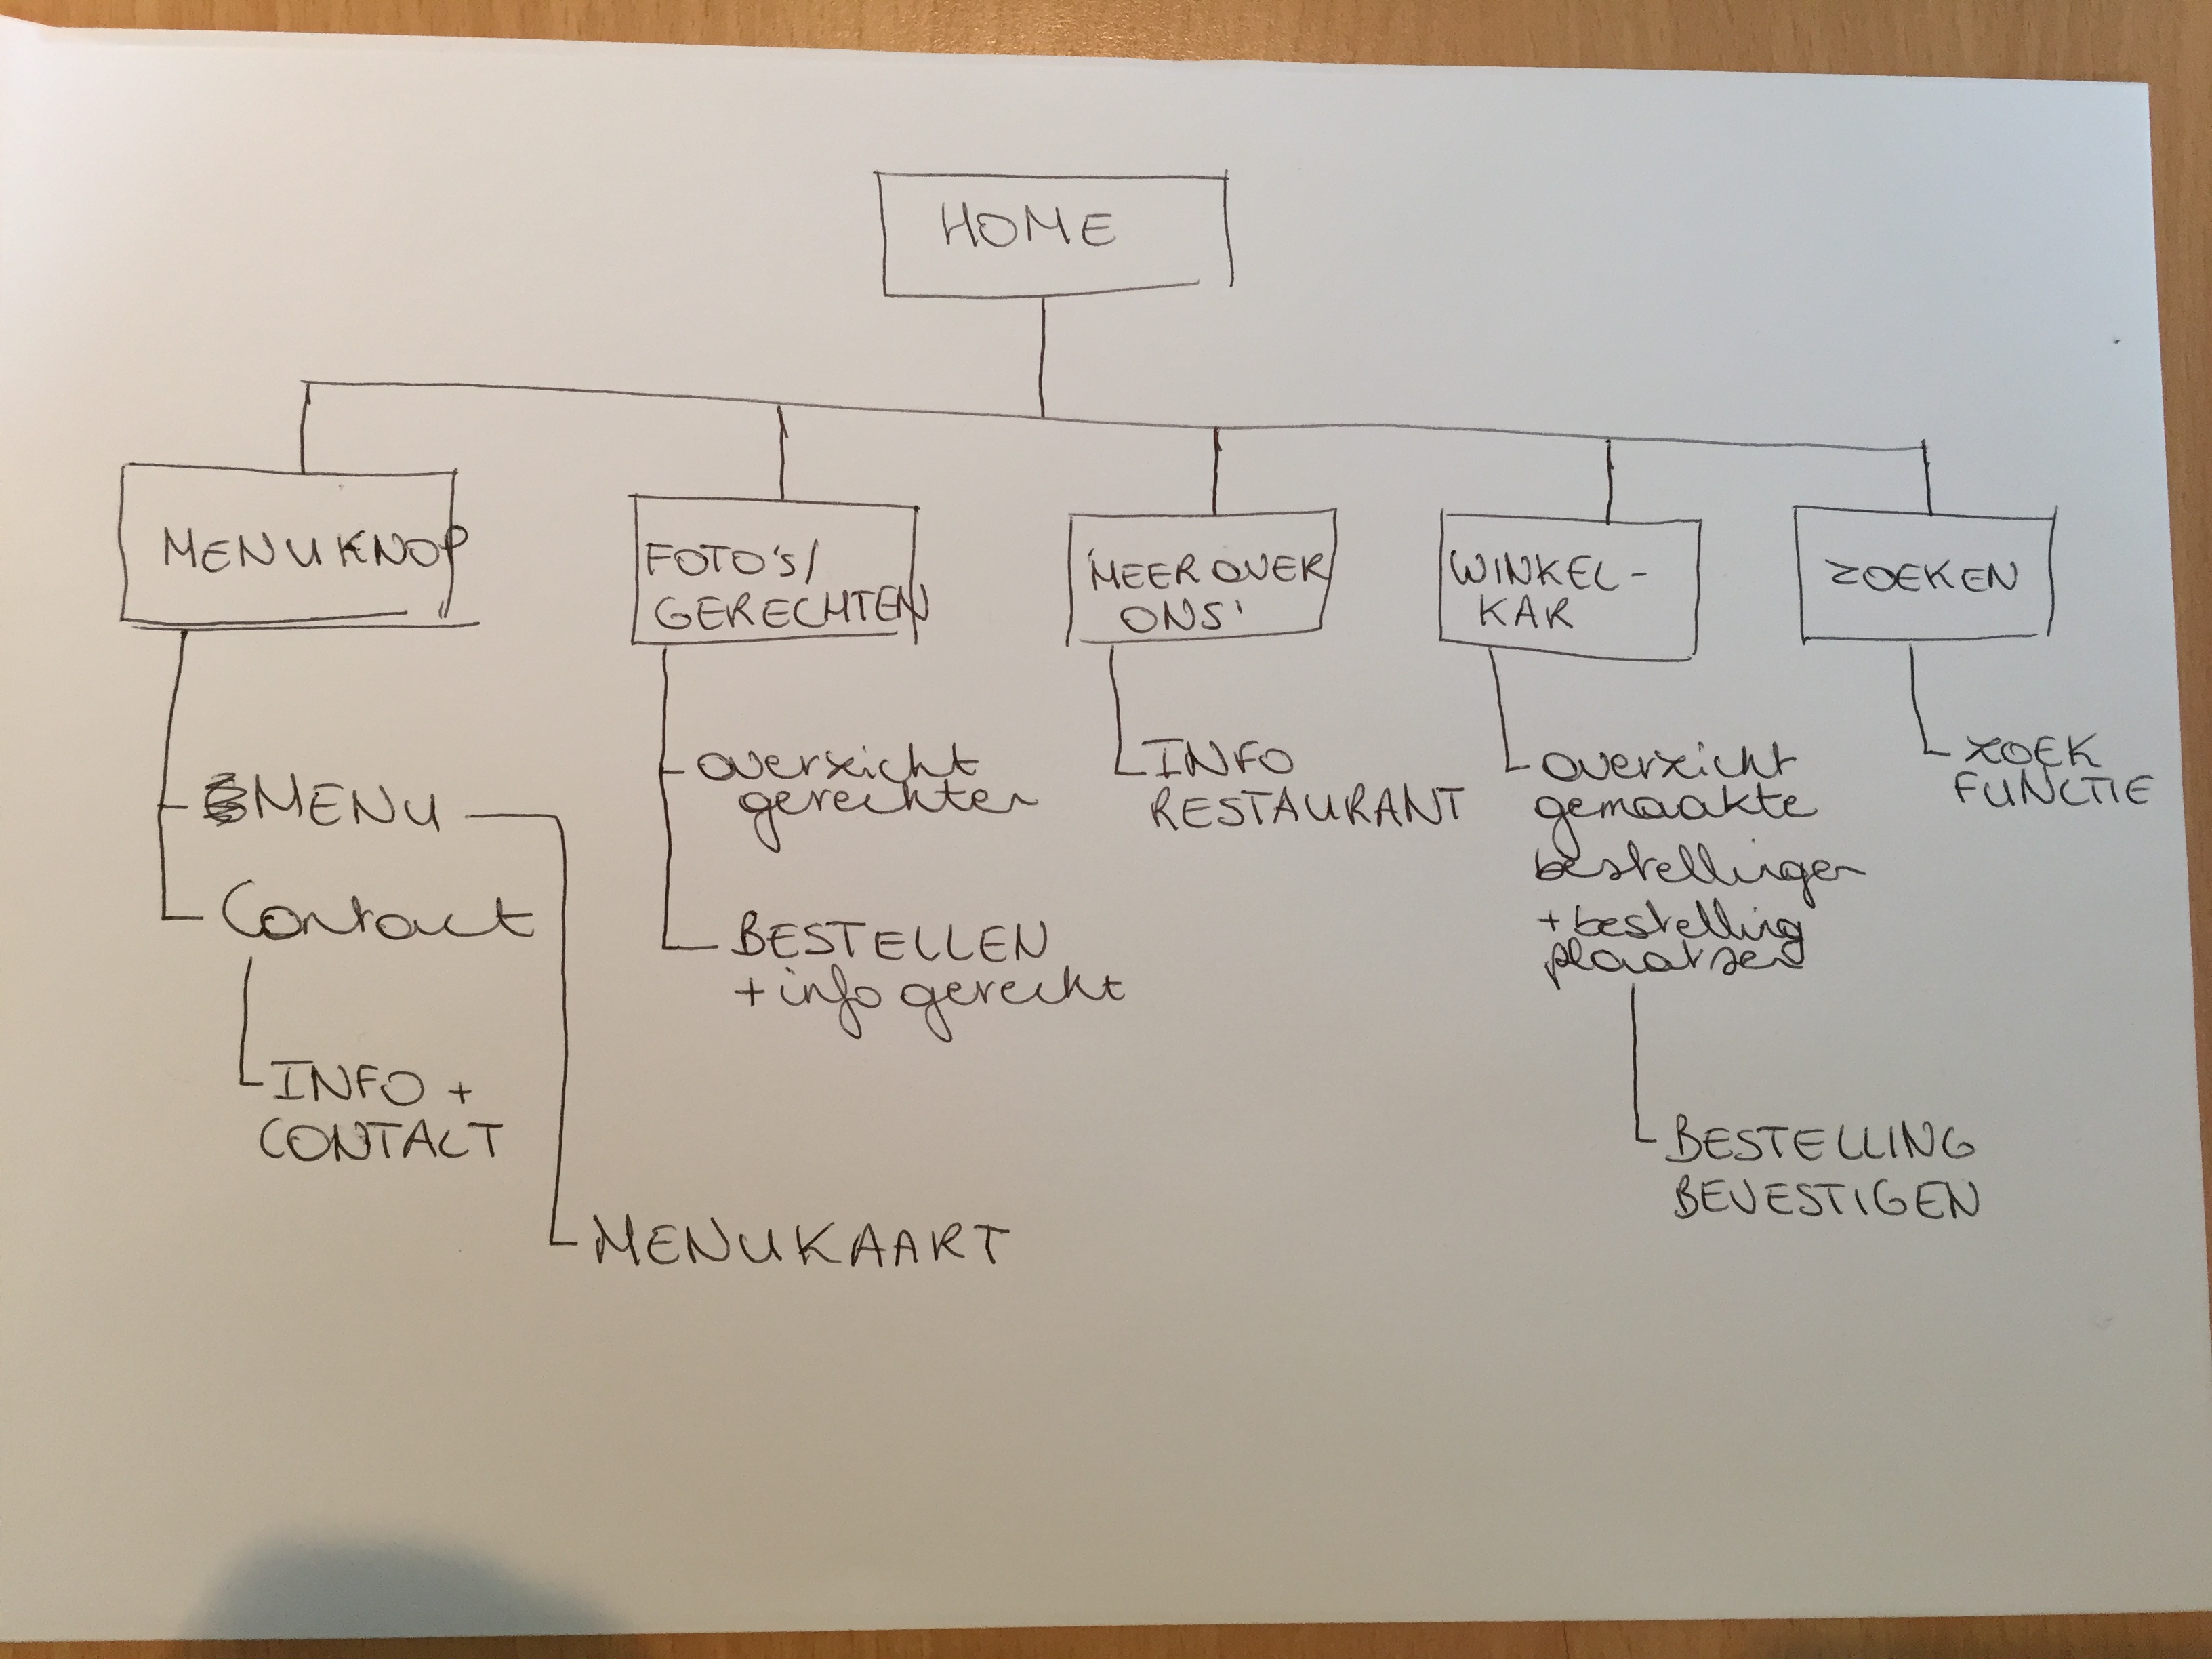 HOME
MENUKNOP
FOTO'S/
GERECHTEN
'MEER OVER
ONS'
WINKEL-
KAR
ZOEKEN
MENU
Contact
INFO +
CONTACT
MENUKAART
overzicht
gerechten
BESTELLEN
+ info gerecht
INFO
RESTAURANT
overzicht
gemaakte
bestellingen
+ bestelling
plaatsen
BESTELLING
BEVESTIGEN
ZOEK
FUNCTIE